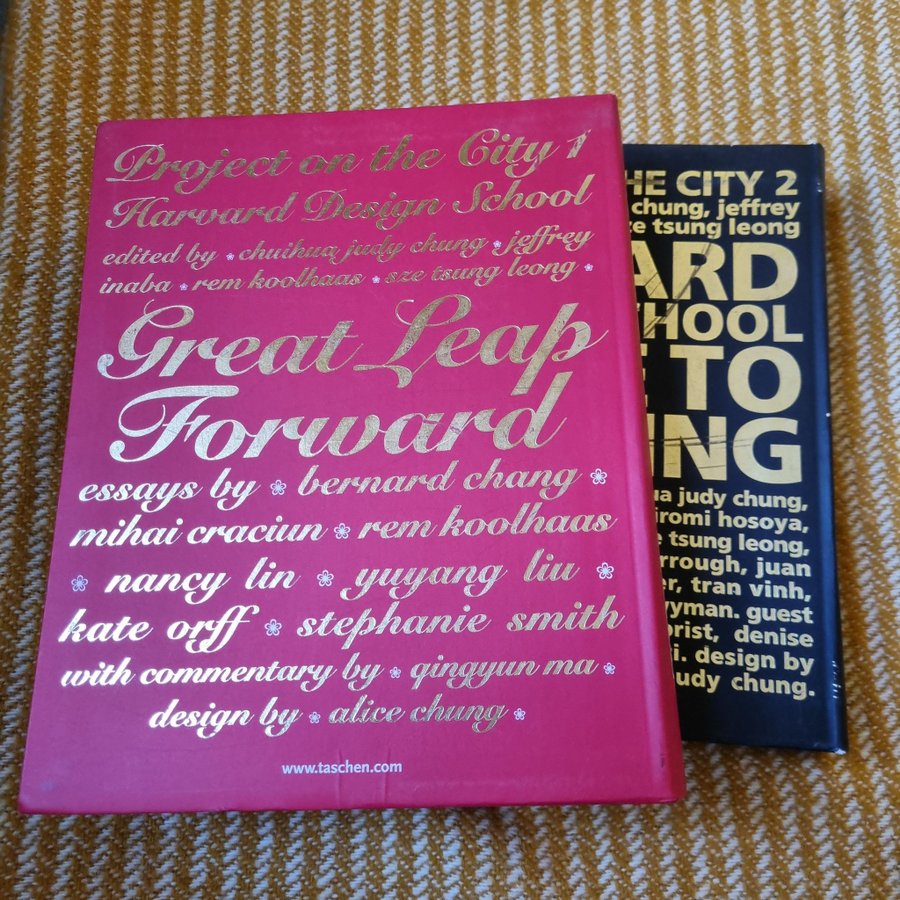 Project on the City 1
Harvard Design School
edited by chuihua judy chung jeffrey
inaba rem koolhaas sze tsung leong
Great Leap
Forward
essays by bernard chang
mihai craciun rem koolhaas
nancy lin yuyang liu
kate orff stephanie smith
with commentary by qingyun ma
design by alice chung
www.taschen.com
HE CITY 2
chung, jeffrey
ze tsung leong
ARD
CHOOL
TO
ING
ua judy chung,
iromi hosoya,
e tsung leong,
rrough, juan
er, tran vinh,
yman. guest
orist, denise
i. design by
judy chung.